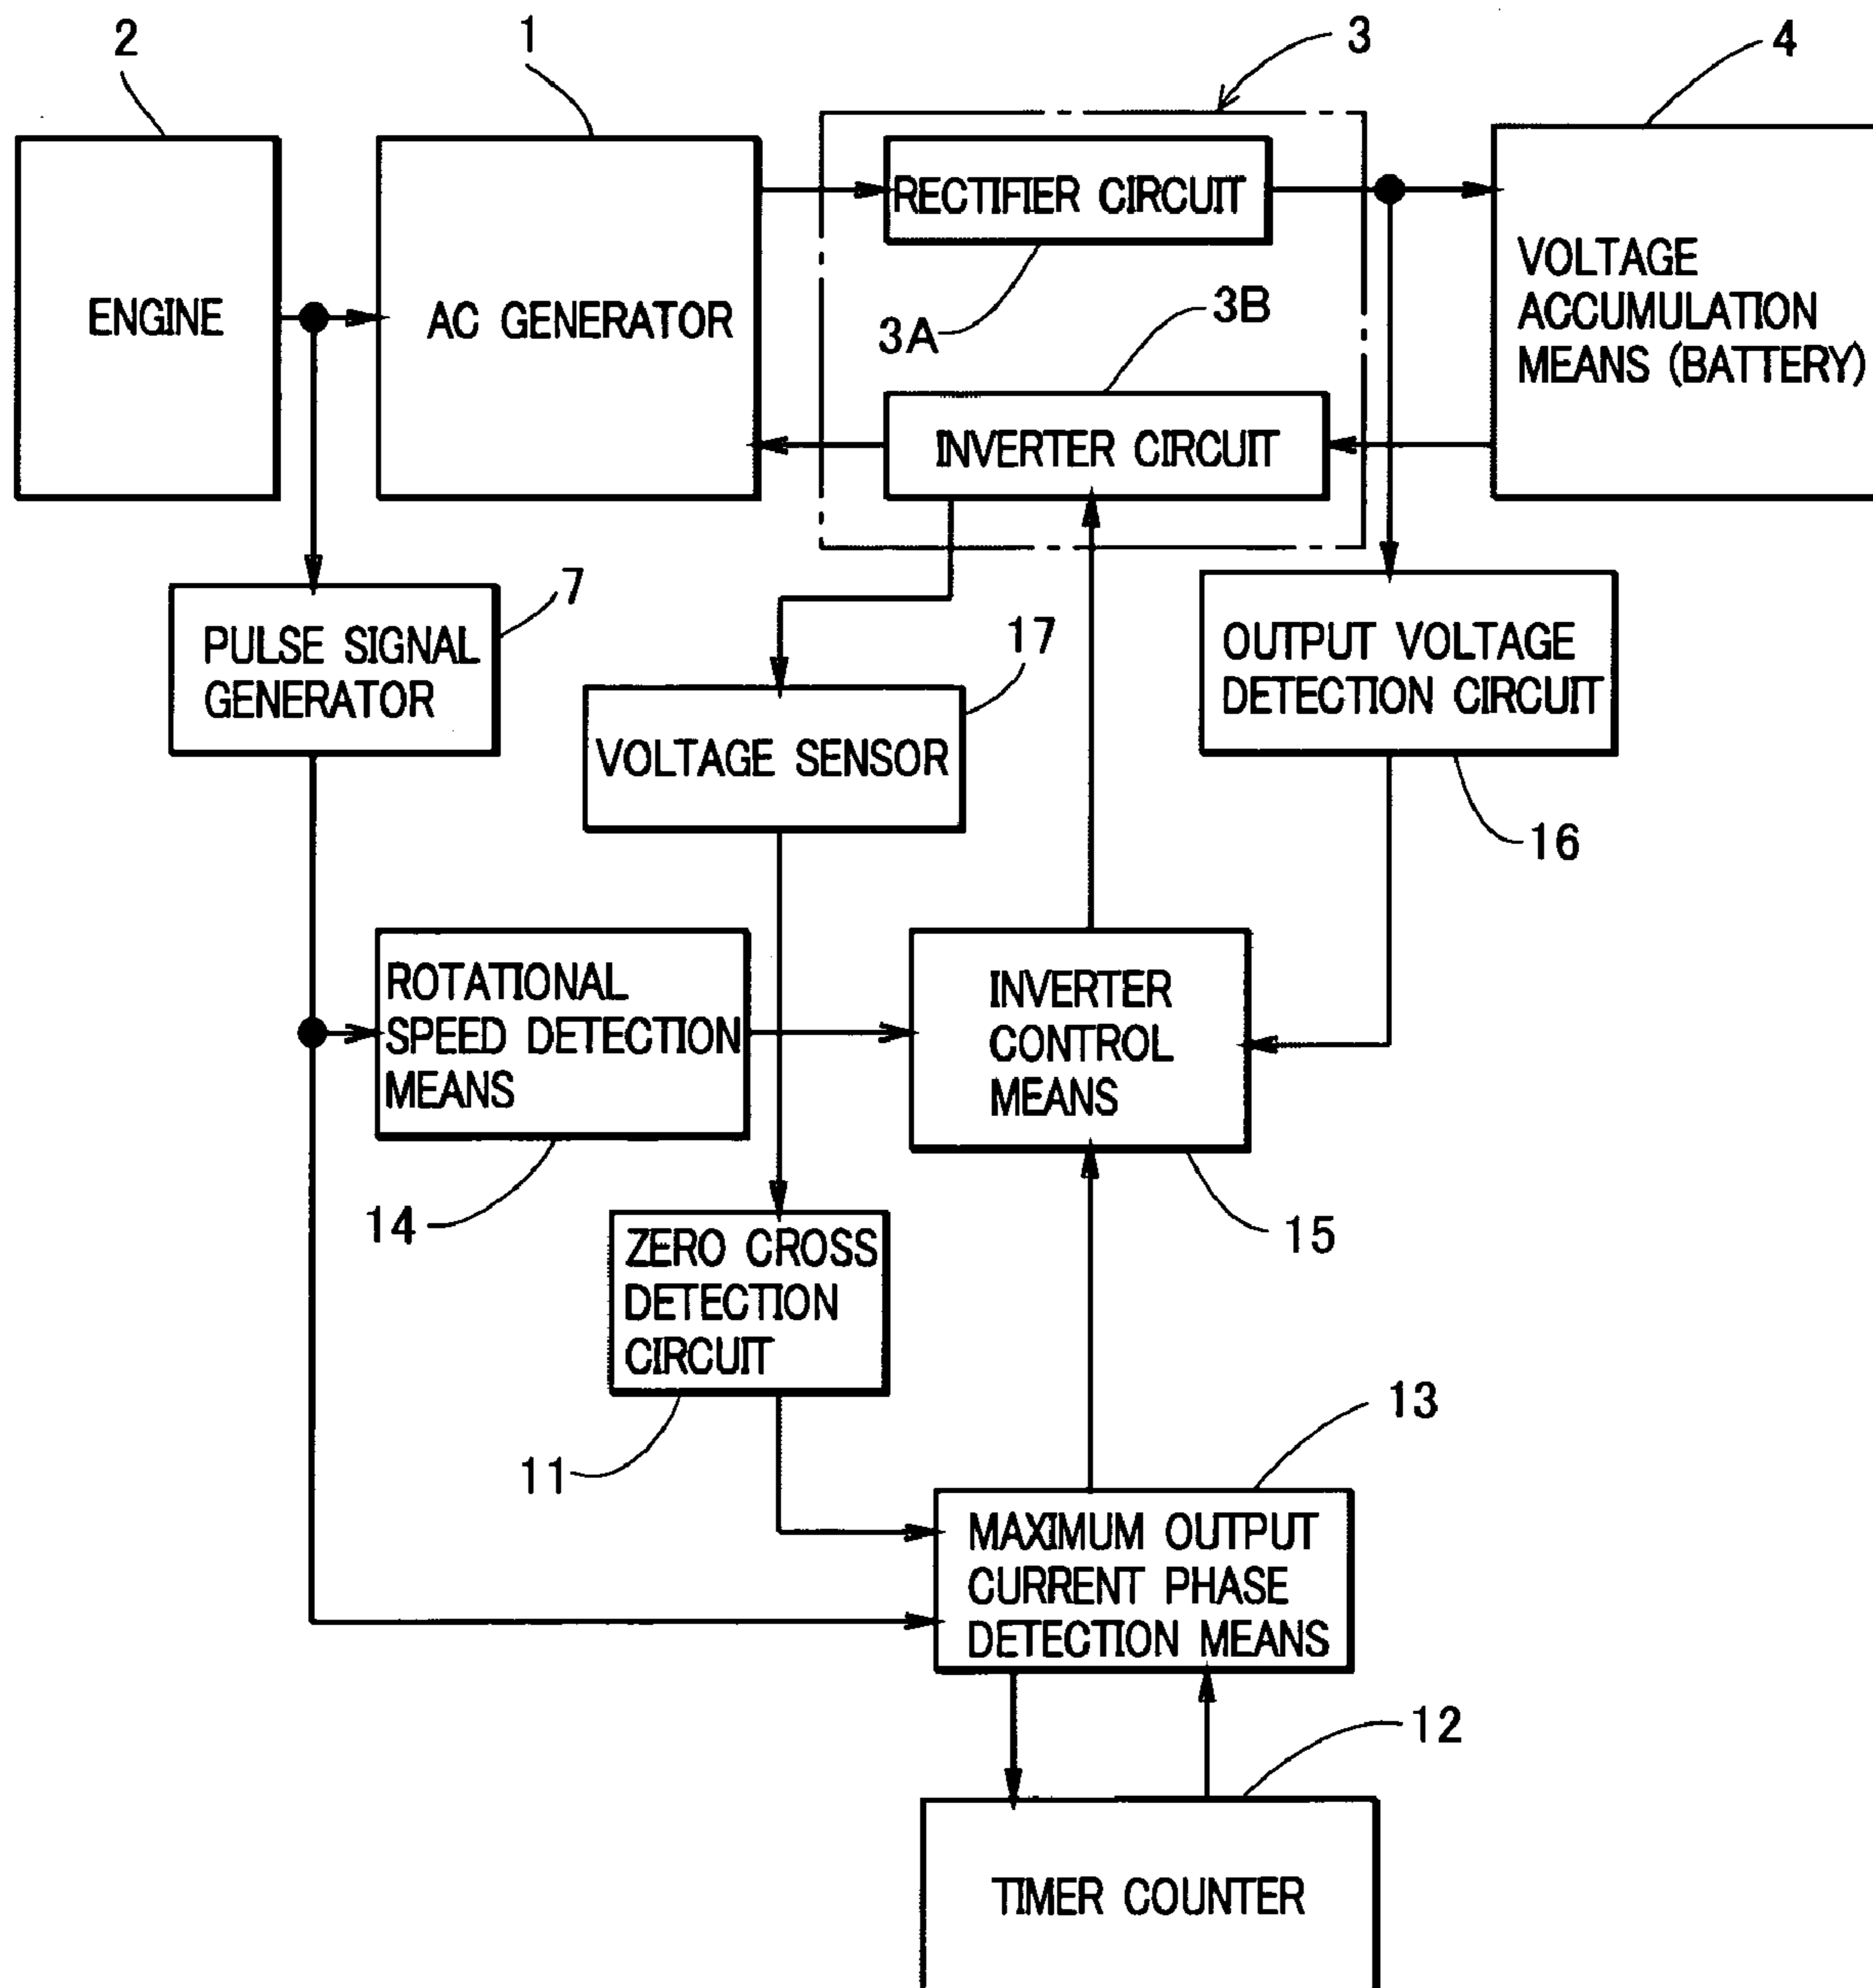 2
1
3
4
ENGINE
AC GENERATOR
RECTIFIER CIRCUIT
3A
3B
INVERTER CIRCUIT
VOLTAGE
ACCUMULATION
MEANS (BATTERY)
7
PULSE SIGNAL
GENERATOR
17
VOLTAGE SENSOR
OUTPUT VOLTAGE
DETECTION CIRCUIT
16
ROTATIONAL
SPEED DETECTION
MEANS
14
INVERTER
CONTROL
MEANS
15
ZERO CROSS
DETECTION
CIRCUIT
11
13
MAXIMUM OUTPUT
CURRENT PHASE
DETECTION MEANS
12
TIMER COUNTER